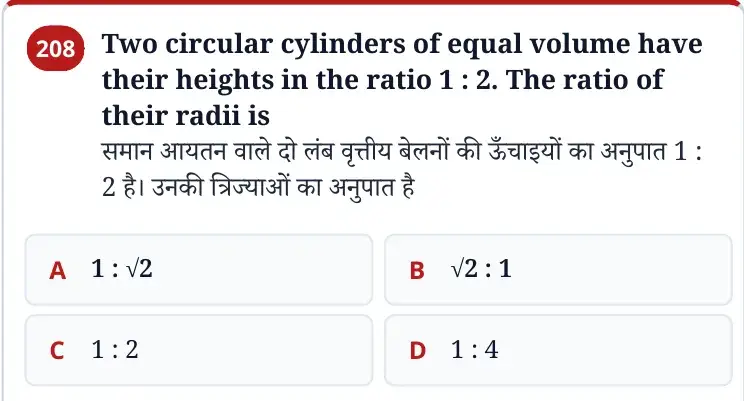 208 Two circular cylinders of equal volume have
their heights in the ratio 1 : 2. The ratio of
their radii is
समान आयतन वाले दो लंब वृत्तीय बेलनों की ऊँचाइयों का अनुपात 1 :
2 है। उनकी त्रिज्याओं का अनुपात है
A 1 : √2
B √2 : 1
C 1 : 2
D 1 : 4